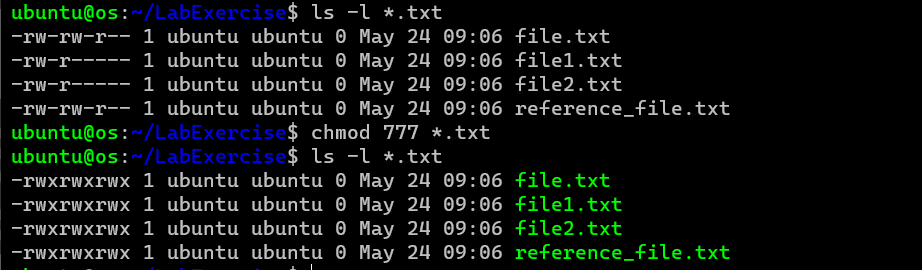 ubuntu@os:~/LabExercise$ ls -l *.txt
-rw-rw-r-- 1 ubuntu ubuntu 0 May 24 09:06 file.txt
-rw-r----- 1 ubuntu ubuntu 0 May 24 09:06 file1.txt
-rw-r----- 1 ubuntu ubuntu 0 May 24 09:06 file2.txt
-rw-rw-r-- 1 ubuntu ubuntu 0 May 24 09:06 reference_file.txt
ubuntu@os:~/LabExercise$ chmod 777 *.txt
ubuntu@os:~/LabExercise$ ls -l *.txt
-rwxrwxrwx 1 ubuntu ubuntu 0 May 24 09:06 file.txt
-rwxrwxrwx 1 ubuntu ubuntu 0 May 24 09:06 file1.txt
-rwxrwxrwx 1 ubuntu ubuntu 0 May 24 09:06 file2.txt
-rwxrwxrwx 1 ubuntu ubuntu 0 May 24 09:06 reference_file.txt